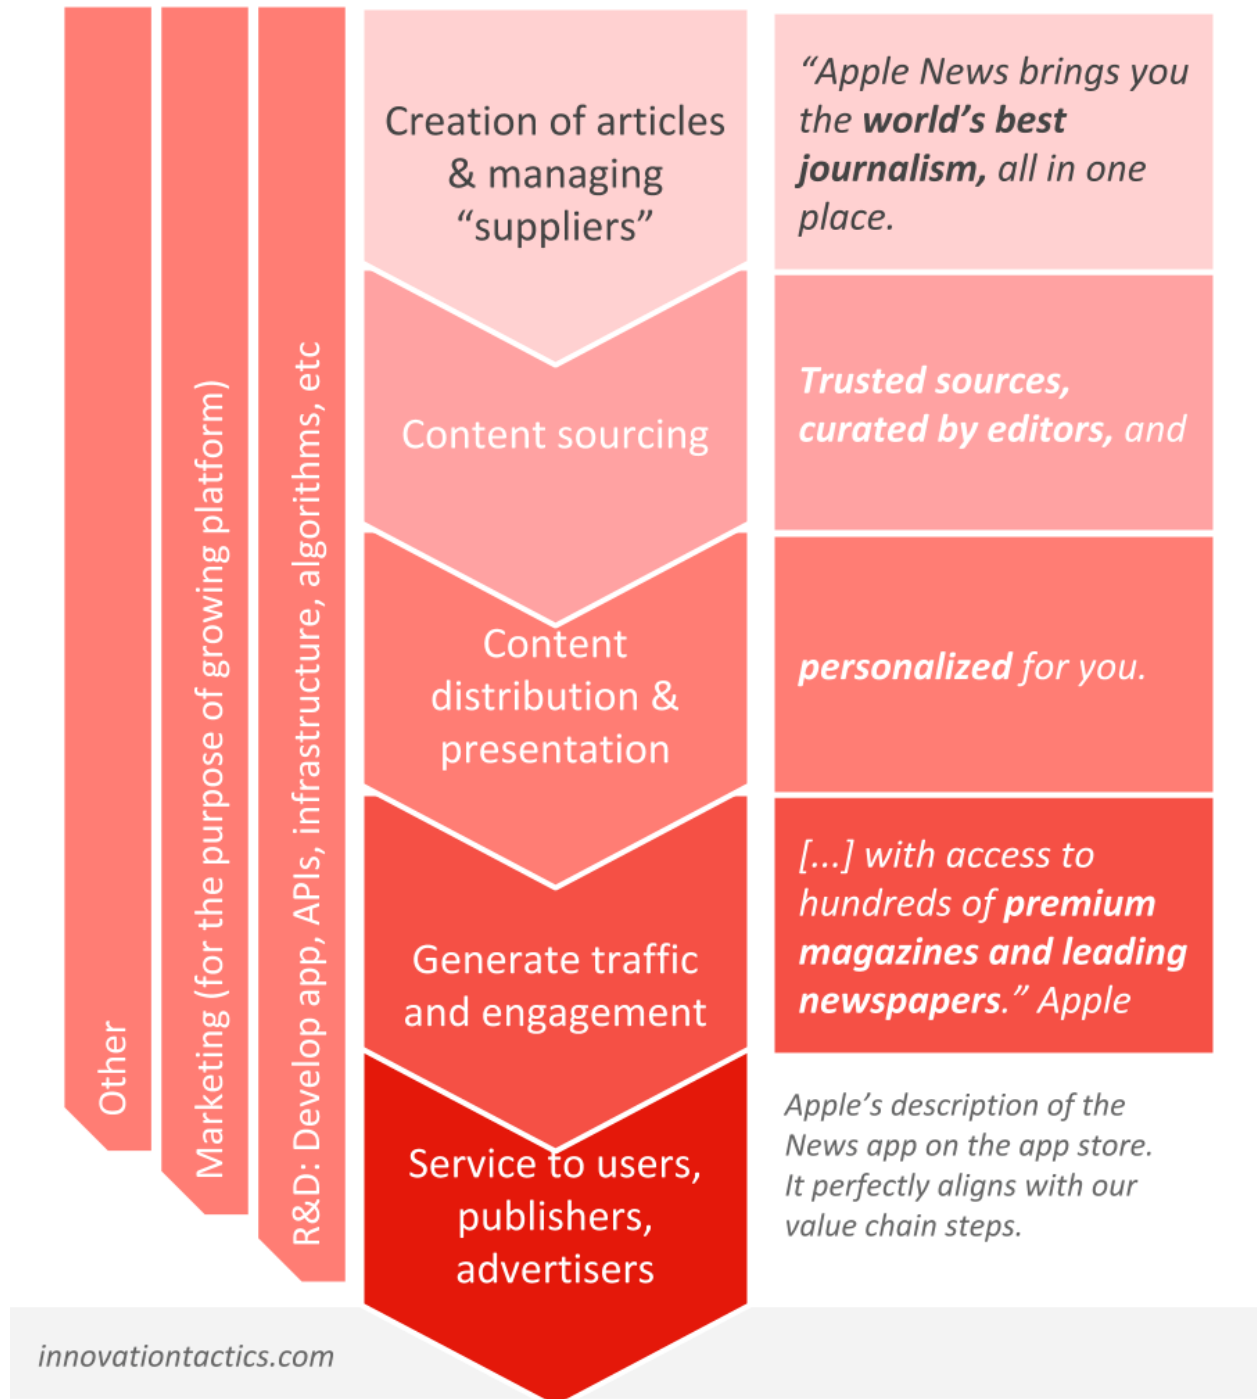 Other
Marketing (for the purpose of growing platform)
R&D: Develop app, APIs, infrastructure, algorithms, etc
Creation of articles
& managing
“suppliers”
“Apple News brings you
the world’s best
journalism, all in one
place.
Content sourcing
Trusted sources,
curated by editors, and
Content
distribution &
presentation
personalized for you.
Generate traffic
and engagement
[...] with access to
hundreds of premium
magazines and leading
newspapers.” Apple
Service to users,
publishers,
advertisers
Apple’s description of the
News app on the app store.
It perfectly aligns with our
value chain steps.
innovationtactics.com